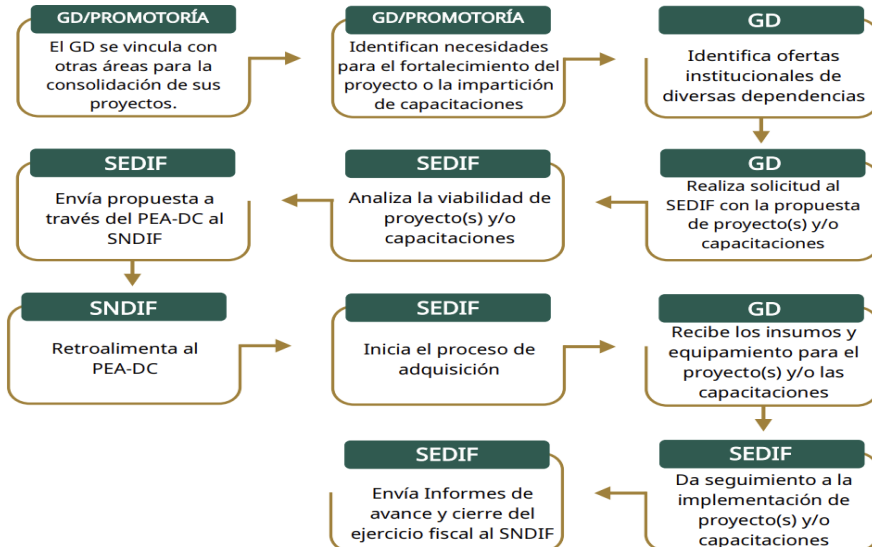 GD/PROMOTORÍA
El GD se vincula con
otras áreas para la
consolidación de sus
proyectos.
GD/PROMOTORÍA
Identifican necesidades
para el fortalecimiento del
proyecto o la impartición
de capacitaciones
GD
Identifica ofertas
institucionales de
diversas dependencias
GD
Realiza solicitud al
SEDIF con la propuesta
de proyecto(s) y/o
capacitaciones
SEDIF
Analiza la viabilidad de
proyecto(s) y/o
capacitaciones
SEDIF
Envía propuesta a
través del PEA-DC al
SNDIF
SNDIF
Retroalimenta al
PEA-DC
SEDIF
Inicia el proceso de
adquisición
GD
Recibe los insumos y
equipamiento para el
proyecto(s) y/o las
capacitaciones
SEDIF
Da seguimiento a la
implementación de
proyecto(s) y/o
capacitaciones
SEDIF
Envía Informes de
avance y cierre del
ejercicio fiscal al SNDIF